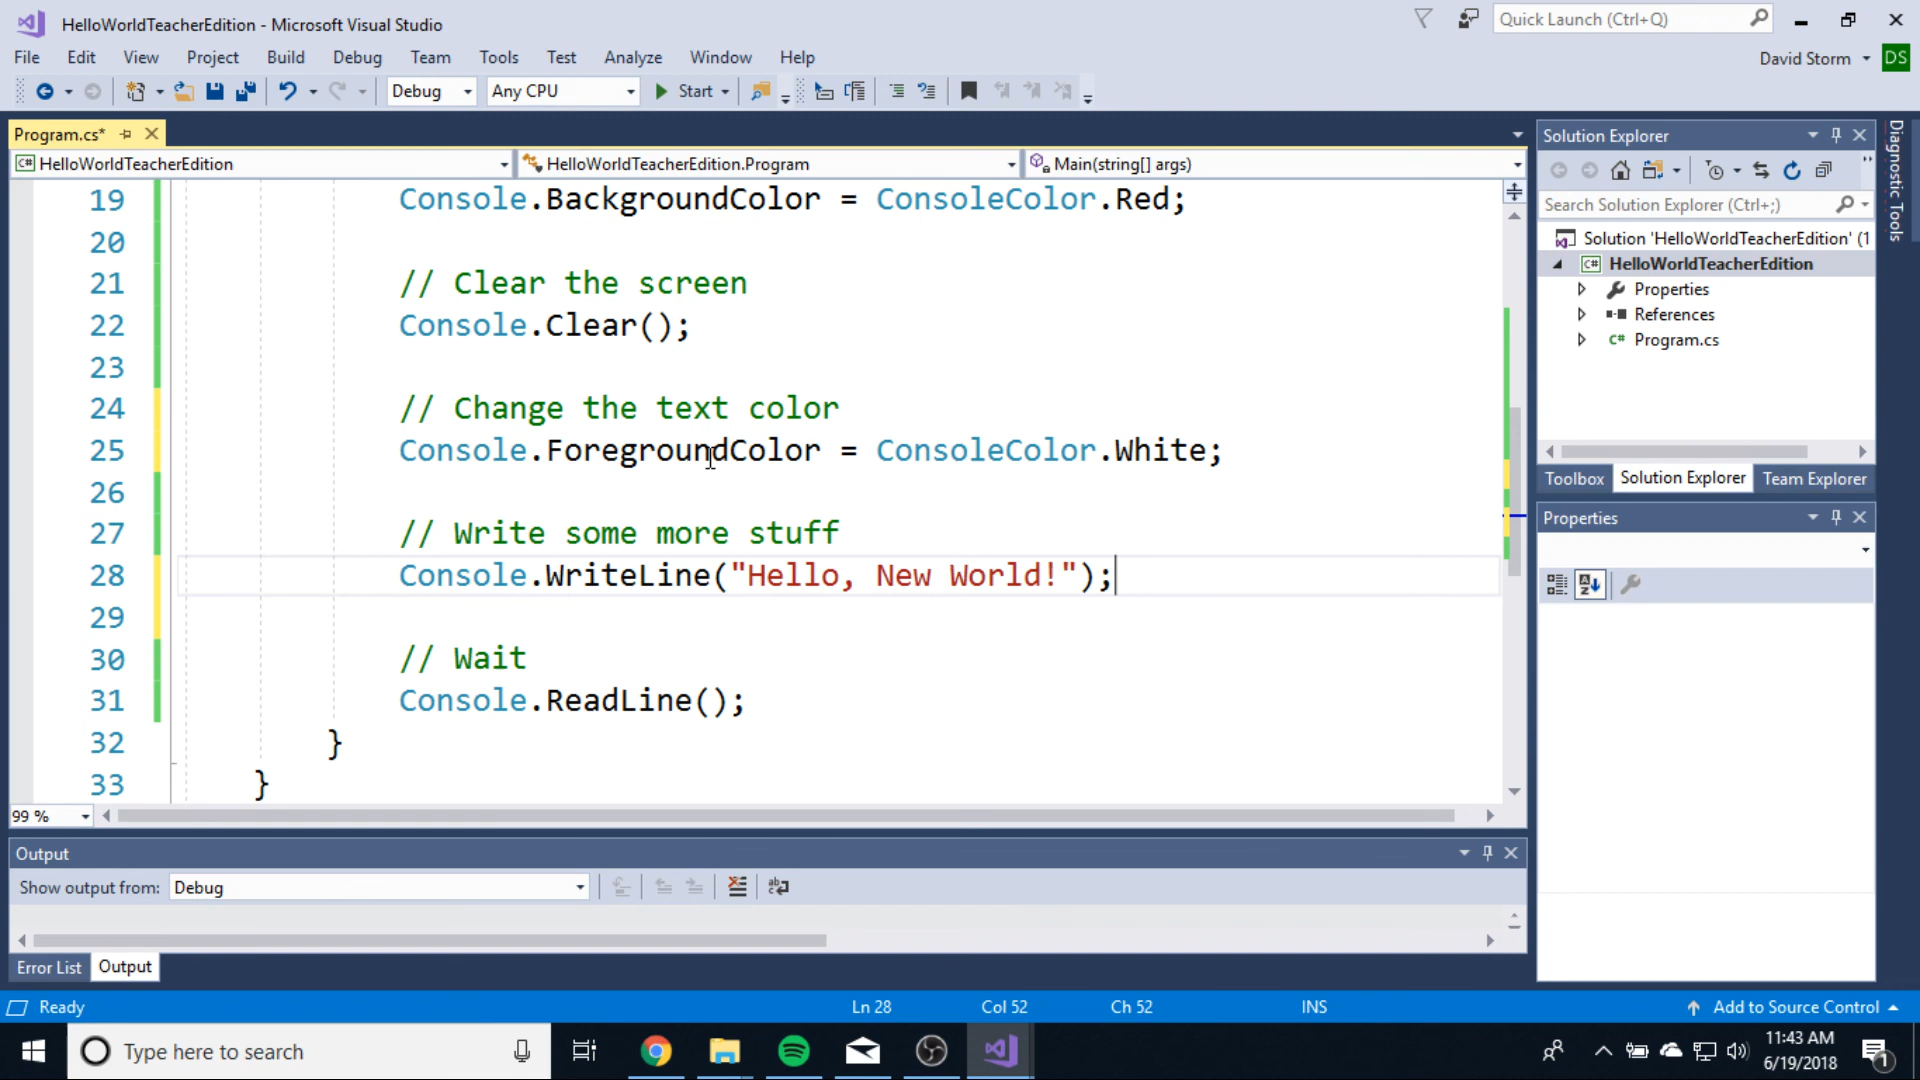 HelloWorldTeacherEdition - Microsoft Visual Studio
Quick Launch (Ctrl+Q)
File Edit View Project Build Debug Team Tools Test Analyze Window Help
David Storm DS
Debug Any CPU Start
Program.cs*
HelloWorldTeacherEdition HelloWorldTeacherEdition.Program Main(string[] args)
19 Console.BackgroundColor = ConsoleColor.Red;
20
21 // Clear the screen
22 Console.Clear();
23
24 // Change the text color
25 Console.ForegroundColor = ConsoleColor.White;
26
27 // Write some more stuff
28 Console.WriteLine("Hello, New World!");
29
30 // Wait
31 Console.ReadLine();
32 }
33 }
99 %
Output
Show output from: Debug
Error List Output
Solution Explorer
Search Solution Explorer (Ctrl+;)
Solution 'HelloWorldTeacherEdition' (1
C# HelloWorldTeacherEdition
Properties
References
C# Program.cs
Toolbox Solution Explorer Team Explorer
Properties
Diagnostic Tools
Ready Ln 28 Col 52 Ch 52 INS Add to Source Control
Type here to search
11:43 AM
6/19/2018
1